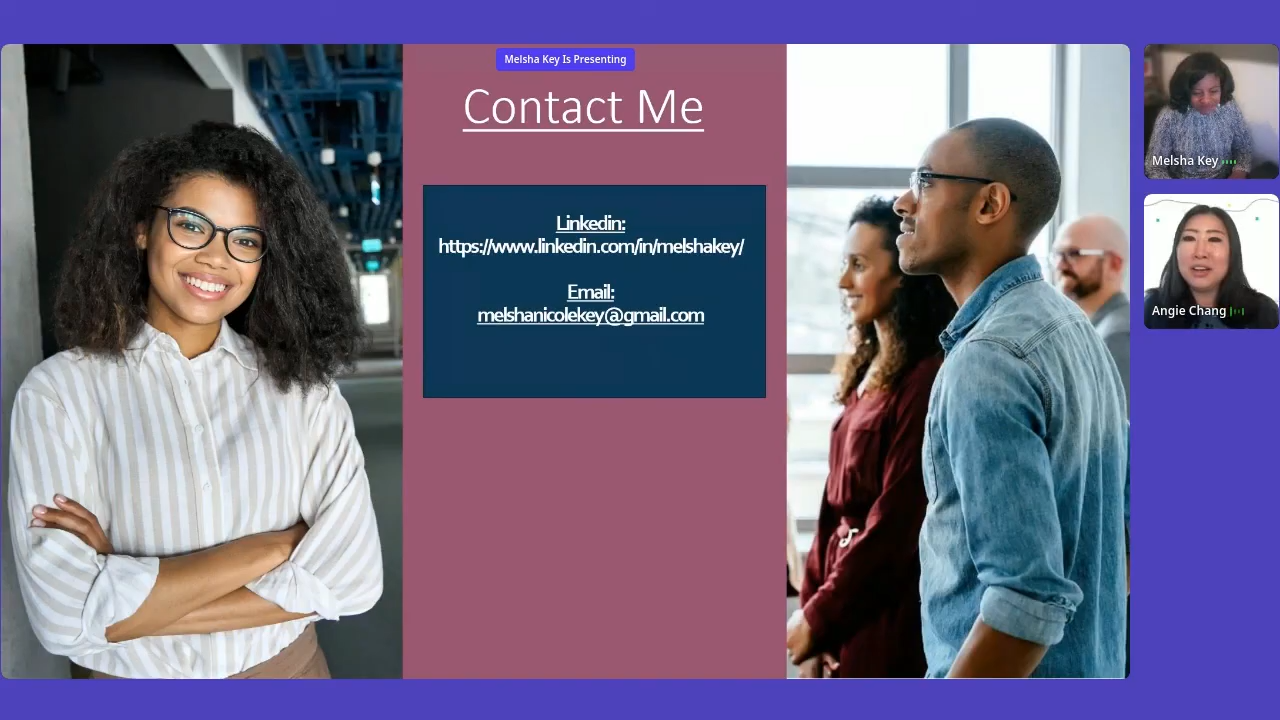 Melsha Key Is Presenting
Contact Me
Linkedin:
https://www.linkedin.com/in/melshakey/
Email:
melshanicolekey@gmail.com
Melsha Key
Angie Chang